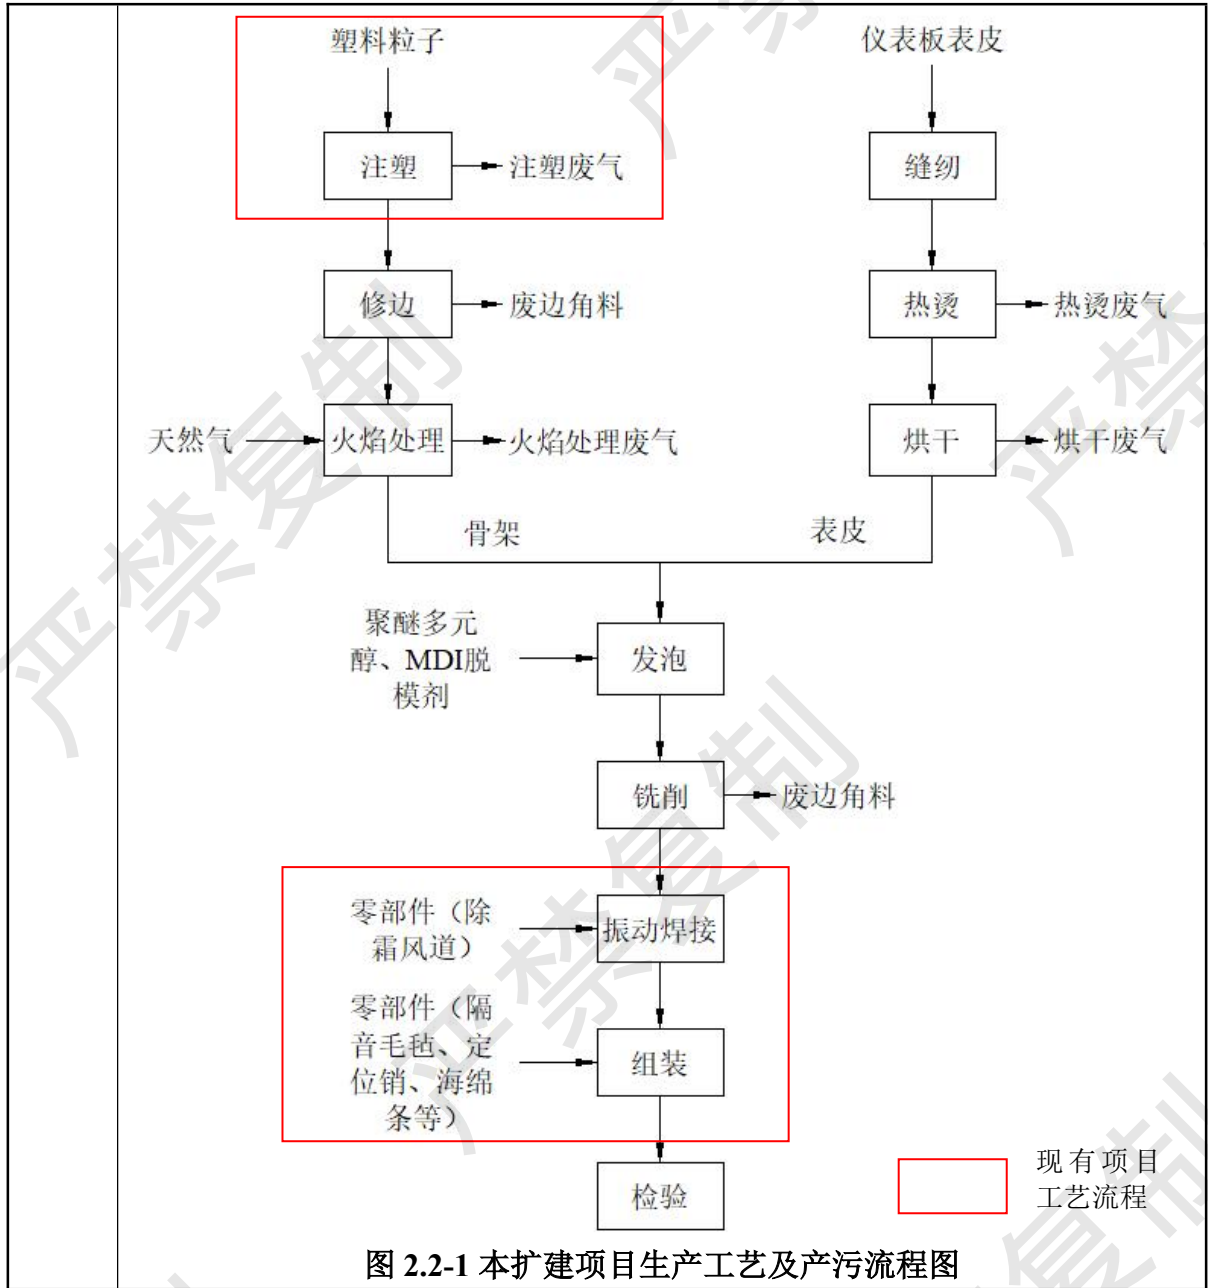 塑料粒子
仪表板表皮
注塑
注塑废气
缝纫
修边
废边角料
热烫
热烫废气
天然气
火焰处理
火焰处理废气
烘干
烘干废气
骨架
表皮
聚醚多元
醇、MDI脱
模剂
发泡
铣削
废边角料
零部件（除
霜风道）
振动焊接
零部件（隔
音毛毡、定
位销、海绵
条等）
组装
检验
现有项目
工艺流程
图 2.2-1 本扩建项目生产工艺及产污流程图
严禁复制
严禁复制
严禁
严
复制